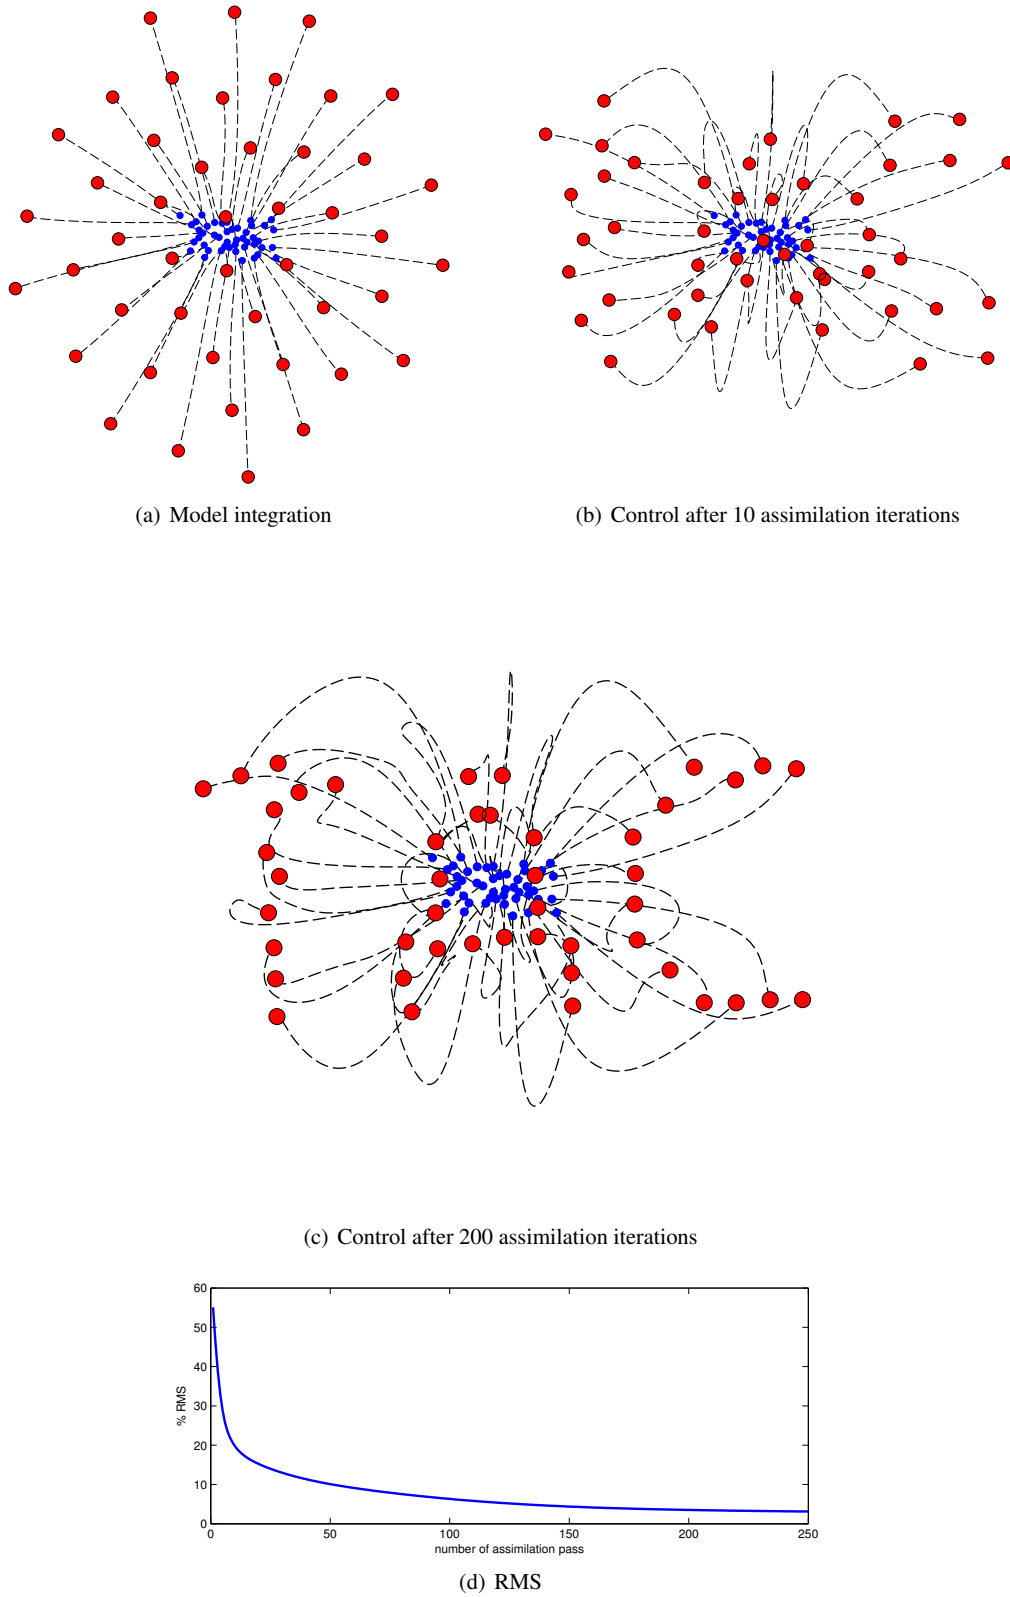 (a) Model integration
(b) Control after 10 assimilation iterations
(c) Control after 200 assimilation iterations
60
50
40
30
20
10
0
% RMS
0 50 100 150 200 250
number of assimilation pass
(d) RMS